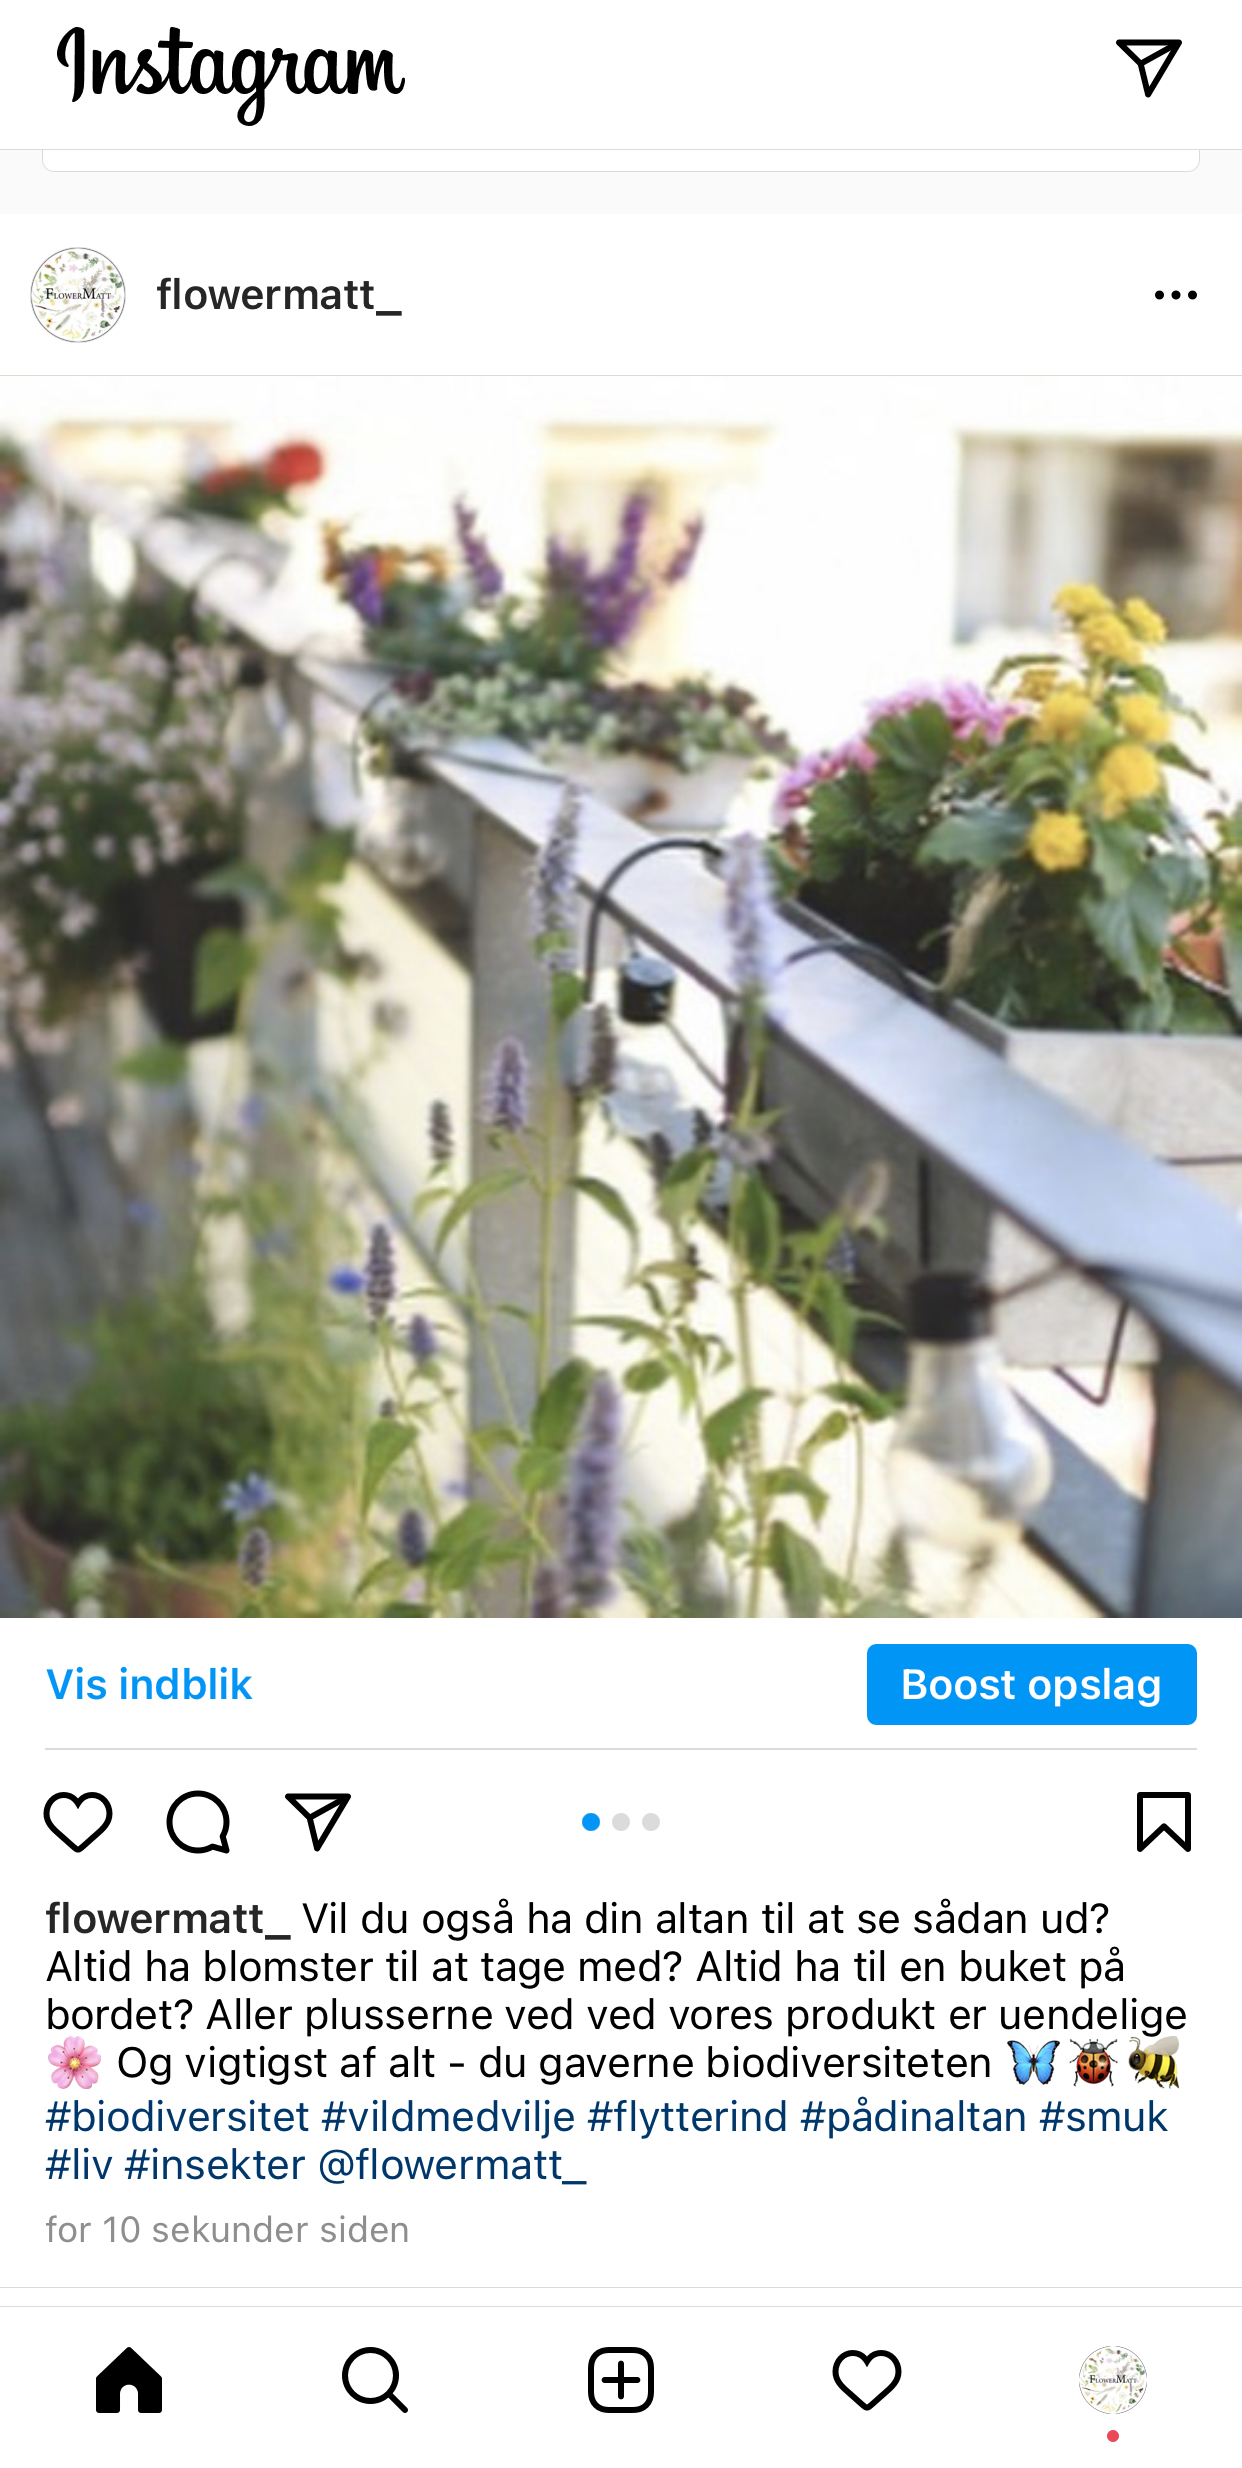 Instagram
FLOWERMATT
flowermatt_
Vis indblik
Boost opslag
flowermatt_ Vil du også ha din altan til at se sådan ud?
Altid ha blomster til at tage med? Altid ha til en buket på
bordet? Aller plusserne ved ved vores produkt er uendelige
🌸 Og vigtigst af alt - du gaverne biodiversiteten 🦋🐞🐝
#biodiversitet #vildmedvilje #flytterind #pådinaltan #smuk
#liv #insekter @flowermatt_
for 10 sekunder siden
FLOWERMATT